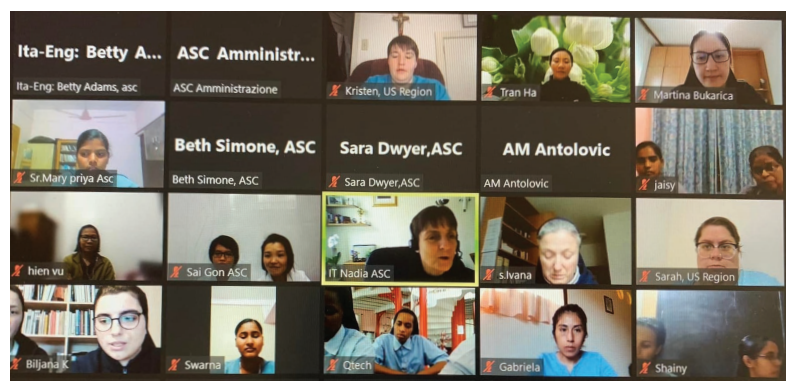 Ita-Eng: Betty A...
Ita-Eng: Betty Adams, asc
ASC Amministr...
ASC Amministrazione
Kristen, US Region
Tran Ha
Martina Bukarica
Sr.Mary priya Asc
Beth Simone, ASC
Beth Simone, ASC
Sara Dwyer,ASC
Sara Dwyer,ASC
AM Antolovic
AM Antolovic
jaisy
hien vu
Sai Gon ASC
IT Nadia ASC
s.Ivana
Sarah, US Region
Biljana K
Swarna
Qtech
Gabriela
Shainy